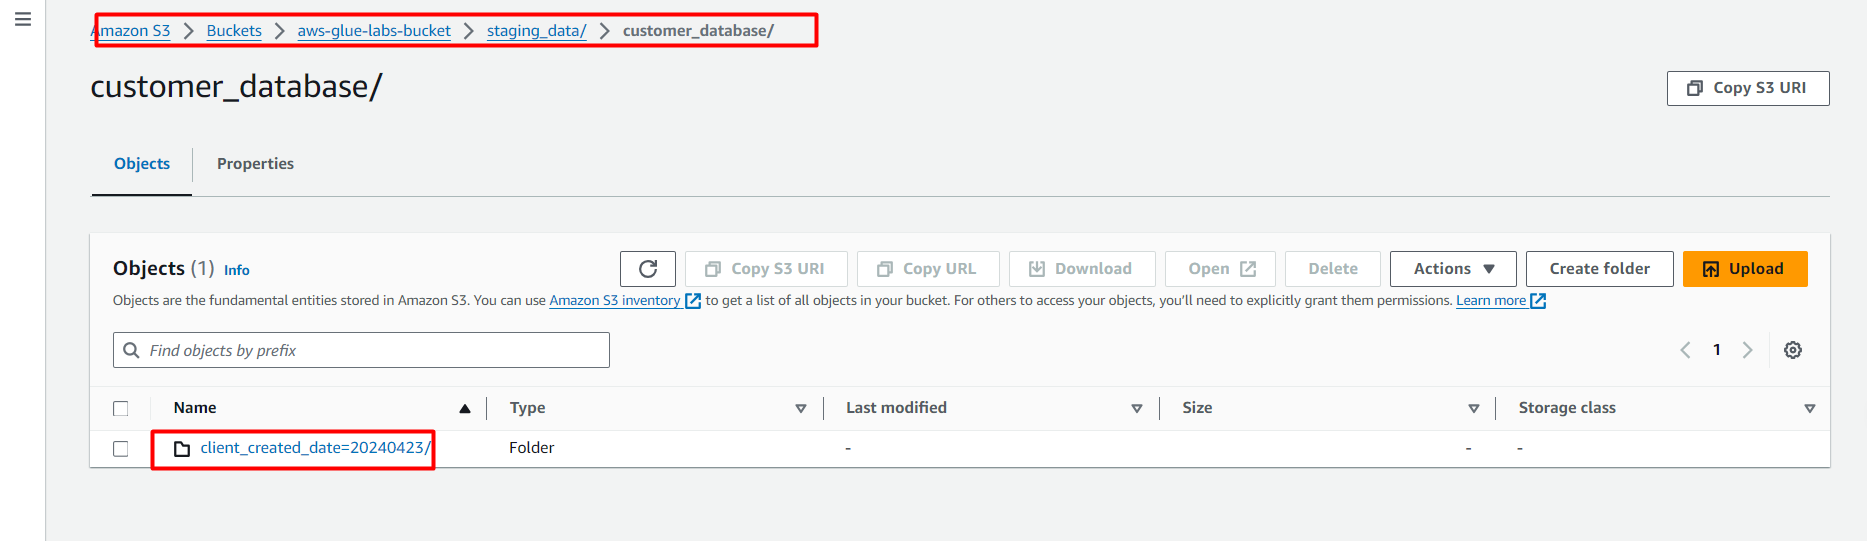 Amazon S3 > Buckets > aws-glue-labs-bucket > staging_data/ > customer_database/
customer_database/
Copy S3 URI
Objects Properties
Objects (1) Info
Copy S3 URI Copy URL Download Open Delete Actions Create folder Upload
Objects are the fundamental entities stored in Amazon S3. You can use Amazon S3 inventory to get a list of all objects in your bucket. For others to access your objects, you'll need to explicitly grant them permissions. Learn more
Find objects by prefix
1
Name Type Last modified Size Storage class
client_created_date=20240423/ Folder - - -